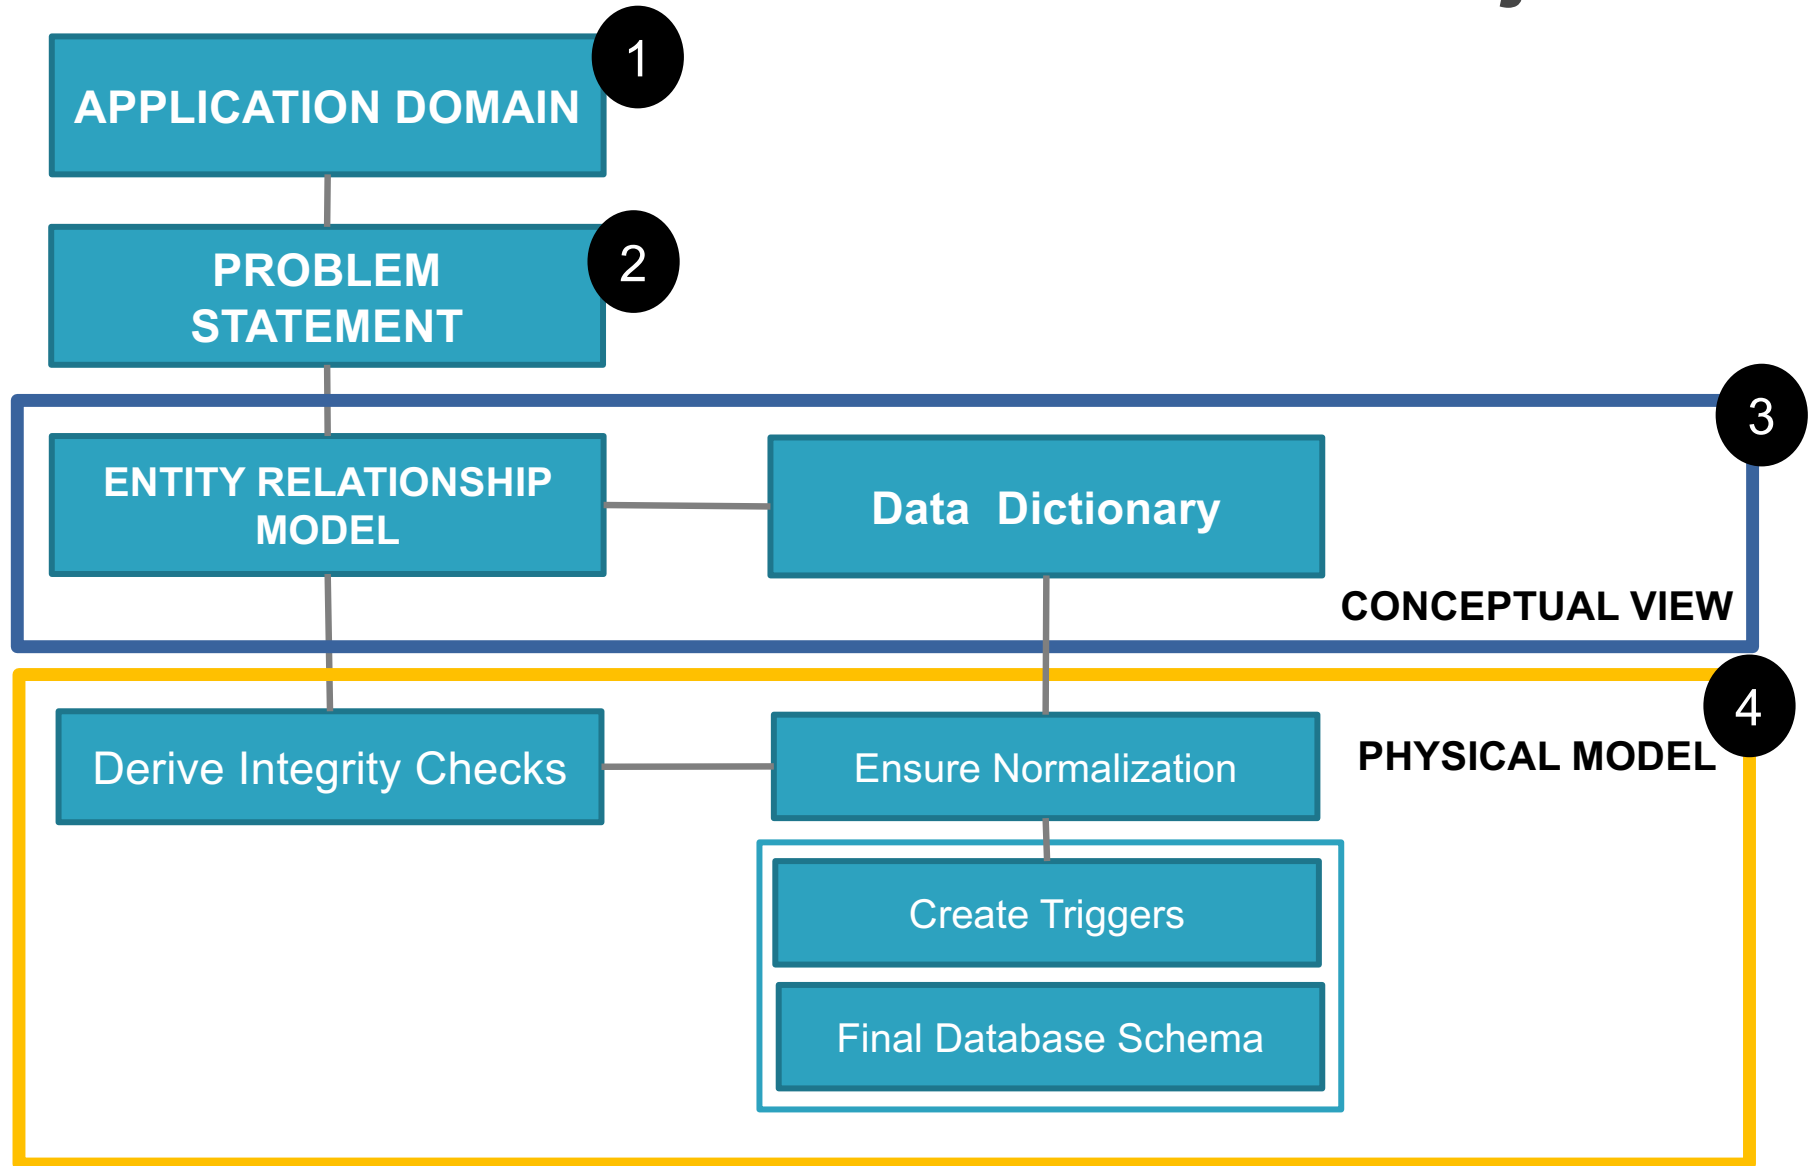 1
APPLICATION DOMAIN
2
PROBLEM
STATEMENT
3
ENTITY RELATIONSHIP
MODEL
Data Dictionary
CONCEPTUAL VIEW
4
Derive Integrity Checks
Ensure Normalization
PHYSICAL MODEL
Create Triggers
Final Database Schema